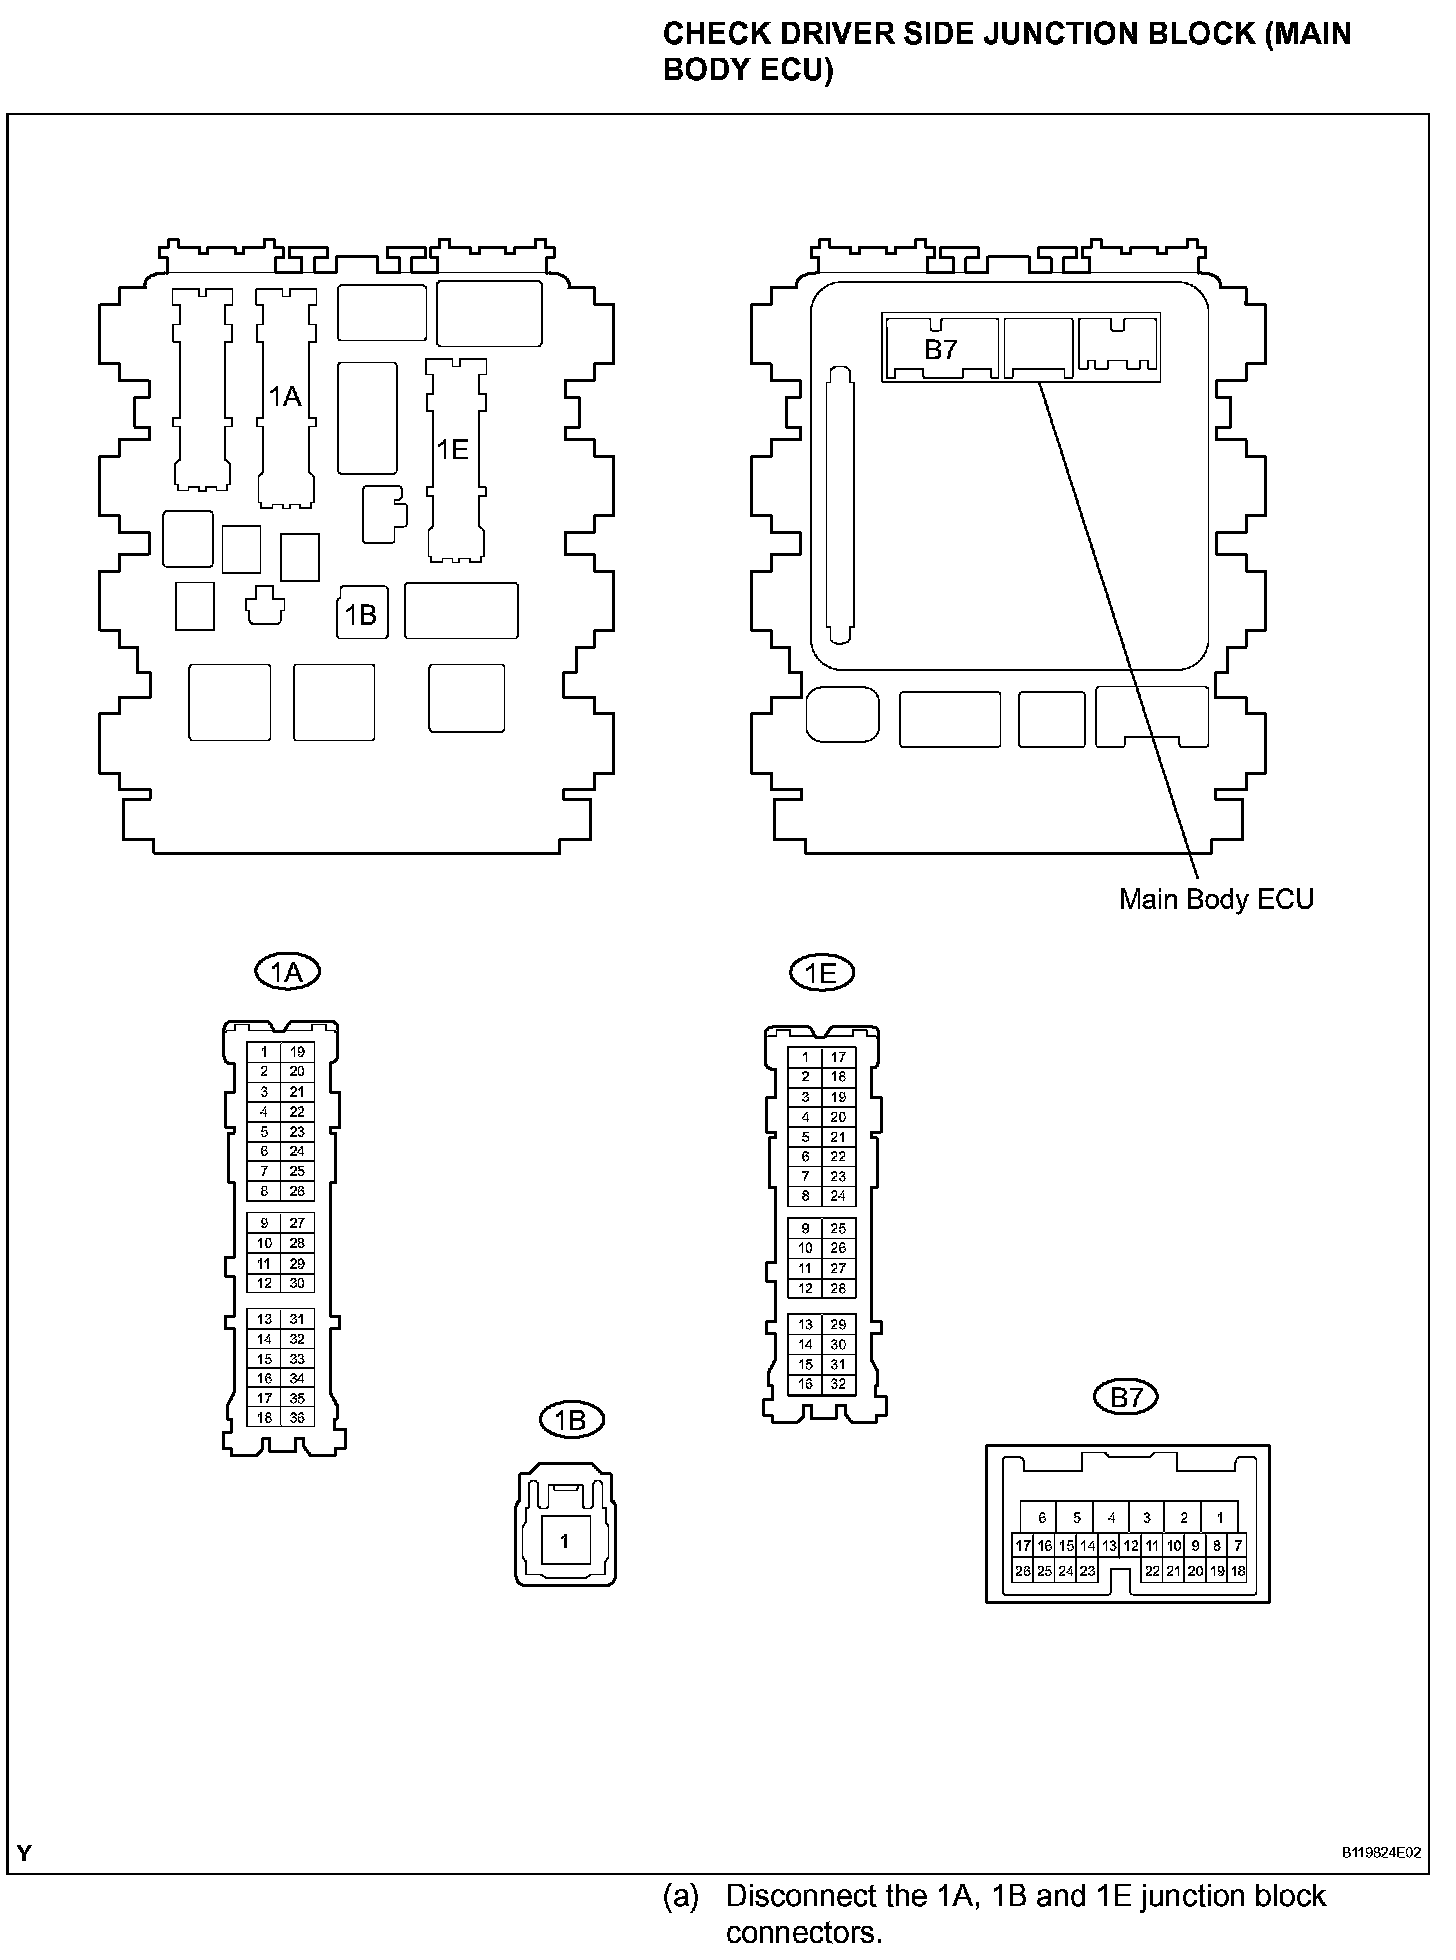 CHECK DRIVER SIDE JUNCTION BLOCK (MAIN
BODY ECU)
1A
1E
1B
B7
Main Body ECU
1A
1 19
2 20
3 21
4 22
5 23
6 24
7 25
8 26
9 27
10 28
11 29
12 30
13 31
14 32
15 33
16 34
17 35
18 36
1E
1 17
2 18
3 19
4 20
5 21
6 22
7 23
8 24
9 25
10 26
11 27
12 28
13 29
14 30
15 31
16 32
1B
1
B7
6 5 4 3 2 1
17 16 15 14 13 12 11 10 9 8 7
26 25 24 23 22 21 20 19 18
Y
B119824E02
(a) Disconnect the 1A, 1B and 1E junction block
connectors.